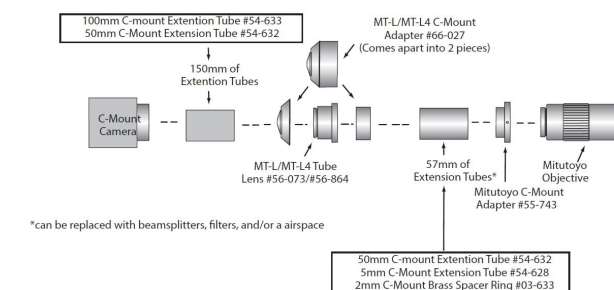 100mm C-mount Extention Tube #54-633
50mm C-Mount Extension Tube #54-632
MT-L/MT-L4 C-Mount
Adapter #66-027
(Comes apart into 2 pieces)
150mm of
Extention Tubes
C-Mount
Camera
MT-L/MT-L4 Tube
Lens #56-073/#56-864
57mm of
Extension Tubes*
Mitutoyo
Objective
Mitutoyo C-Mount
Adapter #55-743
*can be replaced with beamsplitters, filters, and/or a airspace
50mm C-mount Extention Tube #54-632
5mm C-Mount Extension Tube #54-628
2mm C-Mount Brass Spacer Ring #03-633